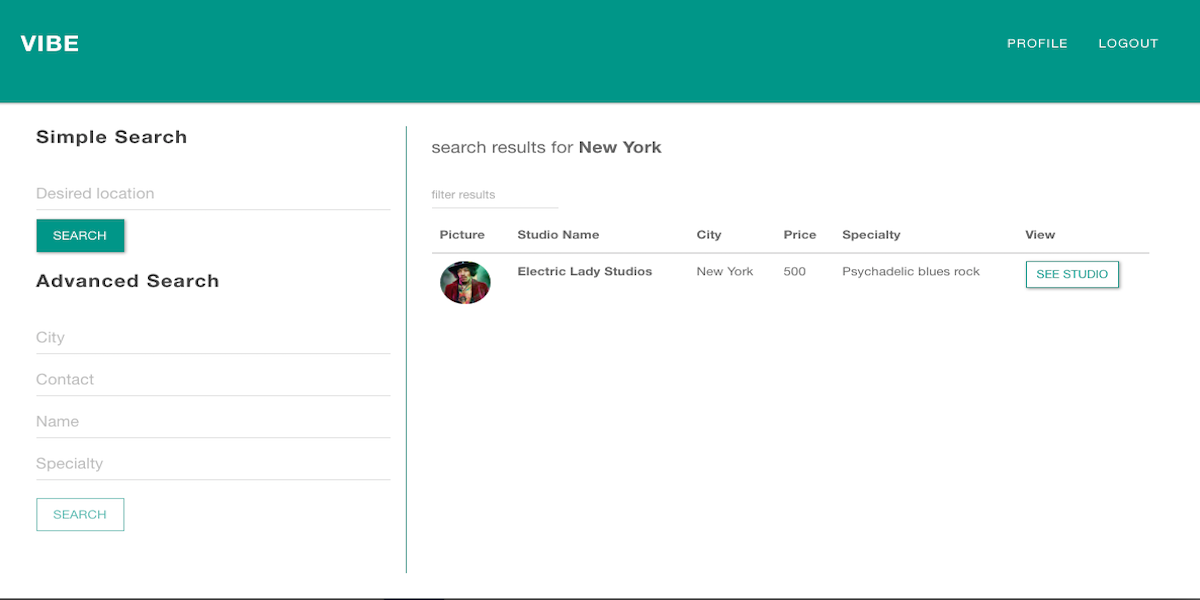 VIBE
PROFILE LOGOUT
Simple Search
Desired location
SEARCH
Advanced Search
City
Contact
Name
Specialty
SEARCH
search results for New York
filter results
Picture Studio Name City Price Specialty View
Electric Lady Studios New York 500 Psychadelic blues rock SEE STUDIO